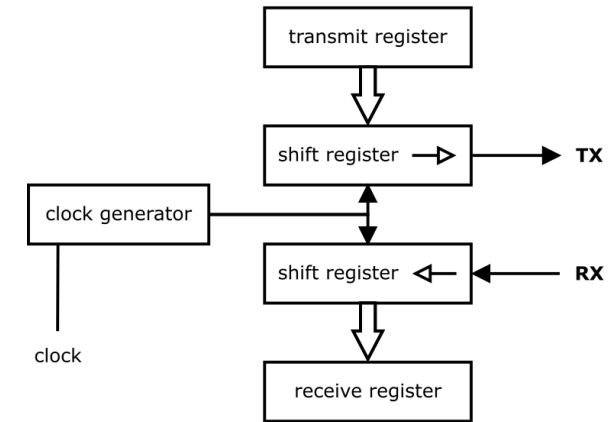 transmit register
shift register
TX
clock generator
shift register
RX
clock
receive register